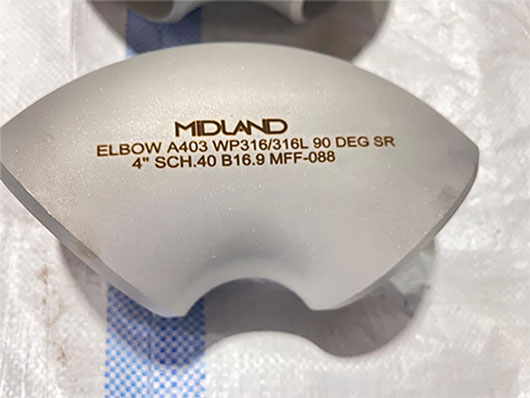 MIDLAND
ELBOW A403 WP316/316L 90 DEG SR
4" SCH.40 B16.9 MFF-088